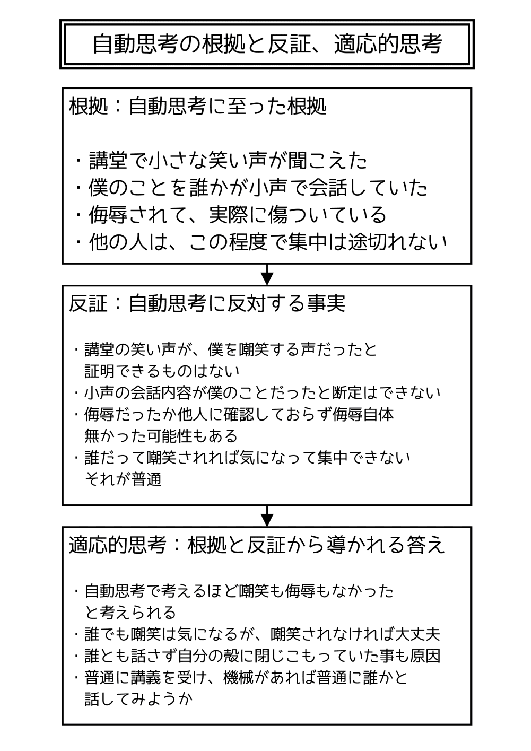 自動思考の根拠と反証、適応的思考
根拠：自動思考に至った根拠
・講堂で小さな笑い声が聞こえた
・僕のことを誰かが小声で会話していた
・侮辱されて、実際に傷ついている
・他の人は、この程度で集中は途切れない
反証：自動思考に反対する事実
・講堂の笑い声が、僕を嘲笑する声だったと
証明できるものはない
・小声の会話内容が僕のことだったと断定はできない
・侮辱だったか他人に確認しておらず侮辱自体
無かった可能性もある
・誰だって嘲笑されれば気になって集中できない
それが普通
適応的思考：根拠と反証から導かれる答え
・自動思考で考えるほど嘲笑も侮辱もなかった
と考えられる
・誰でも嘲笑は気になるが、嘲笑されなければ大丈夫
・誰とも話さず自分の殻に閉じこもっていた事も原因
・普通に講義を受け、機械があれば普通に誰かと
話してみようか